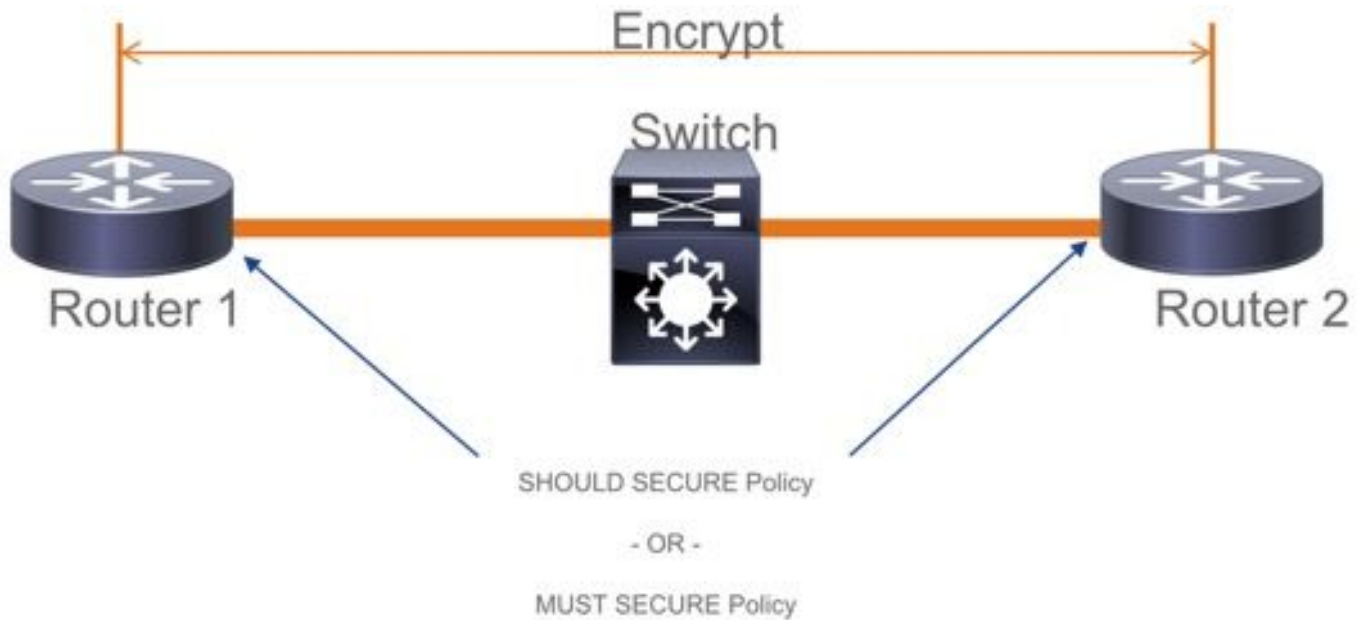 Encrypt
Switch
Router 1
Router 2
SHOULD SECURE Policy
- OR -
MUST SECURE Policy